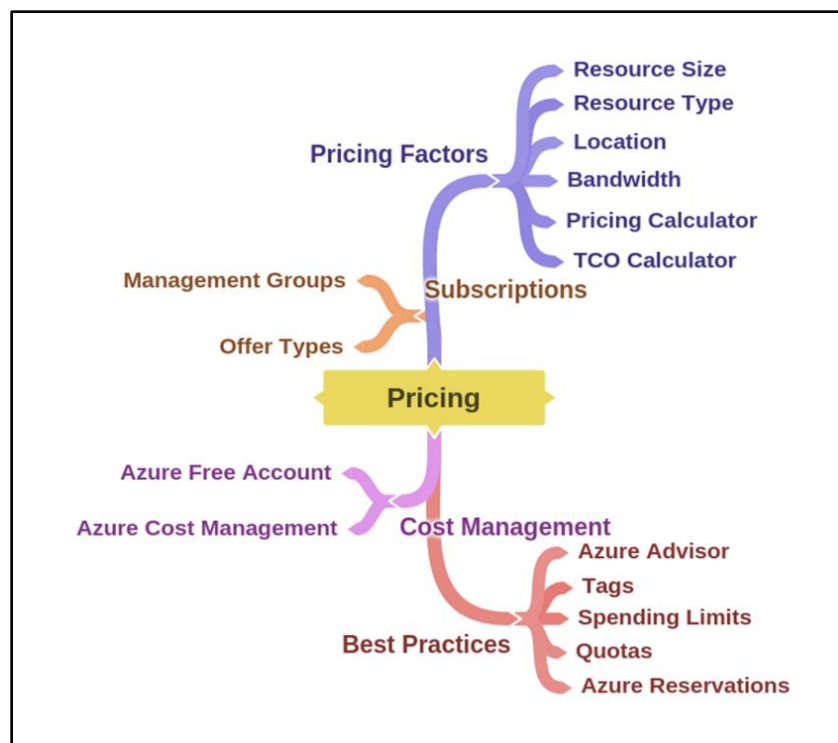 Resource Size
Resource Type
Pricing Factors
Location
Bandwidth
Pricing Calculator
TCO Calculator
Management Groups
Subscriptions
Offer Types
Pricing
Azure Free Account
Azure Cost Management
Cost Management
Azure Advisor
Tags
Spending Limits
Best Practices
Quotas
Azure Reservations